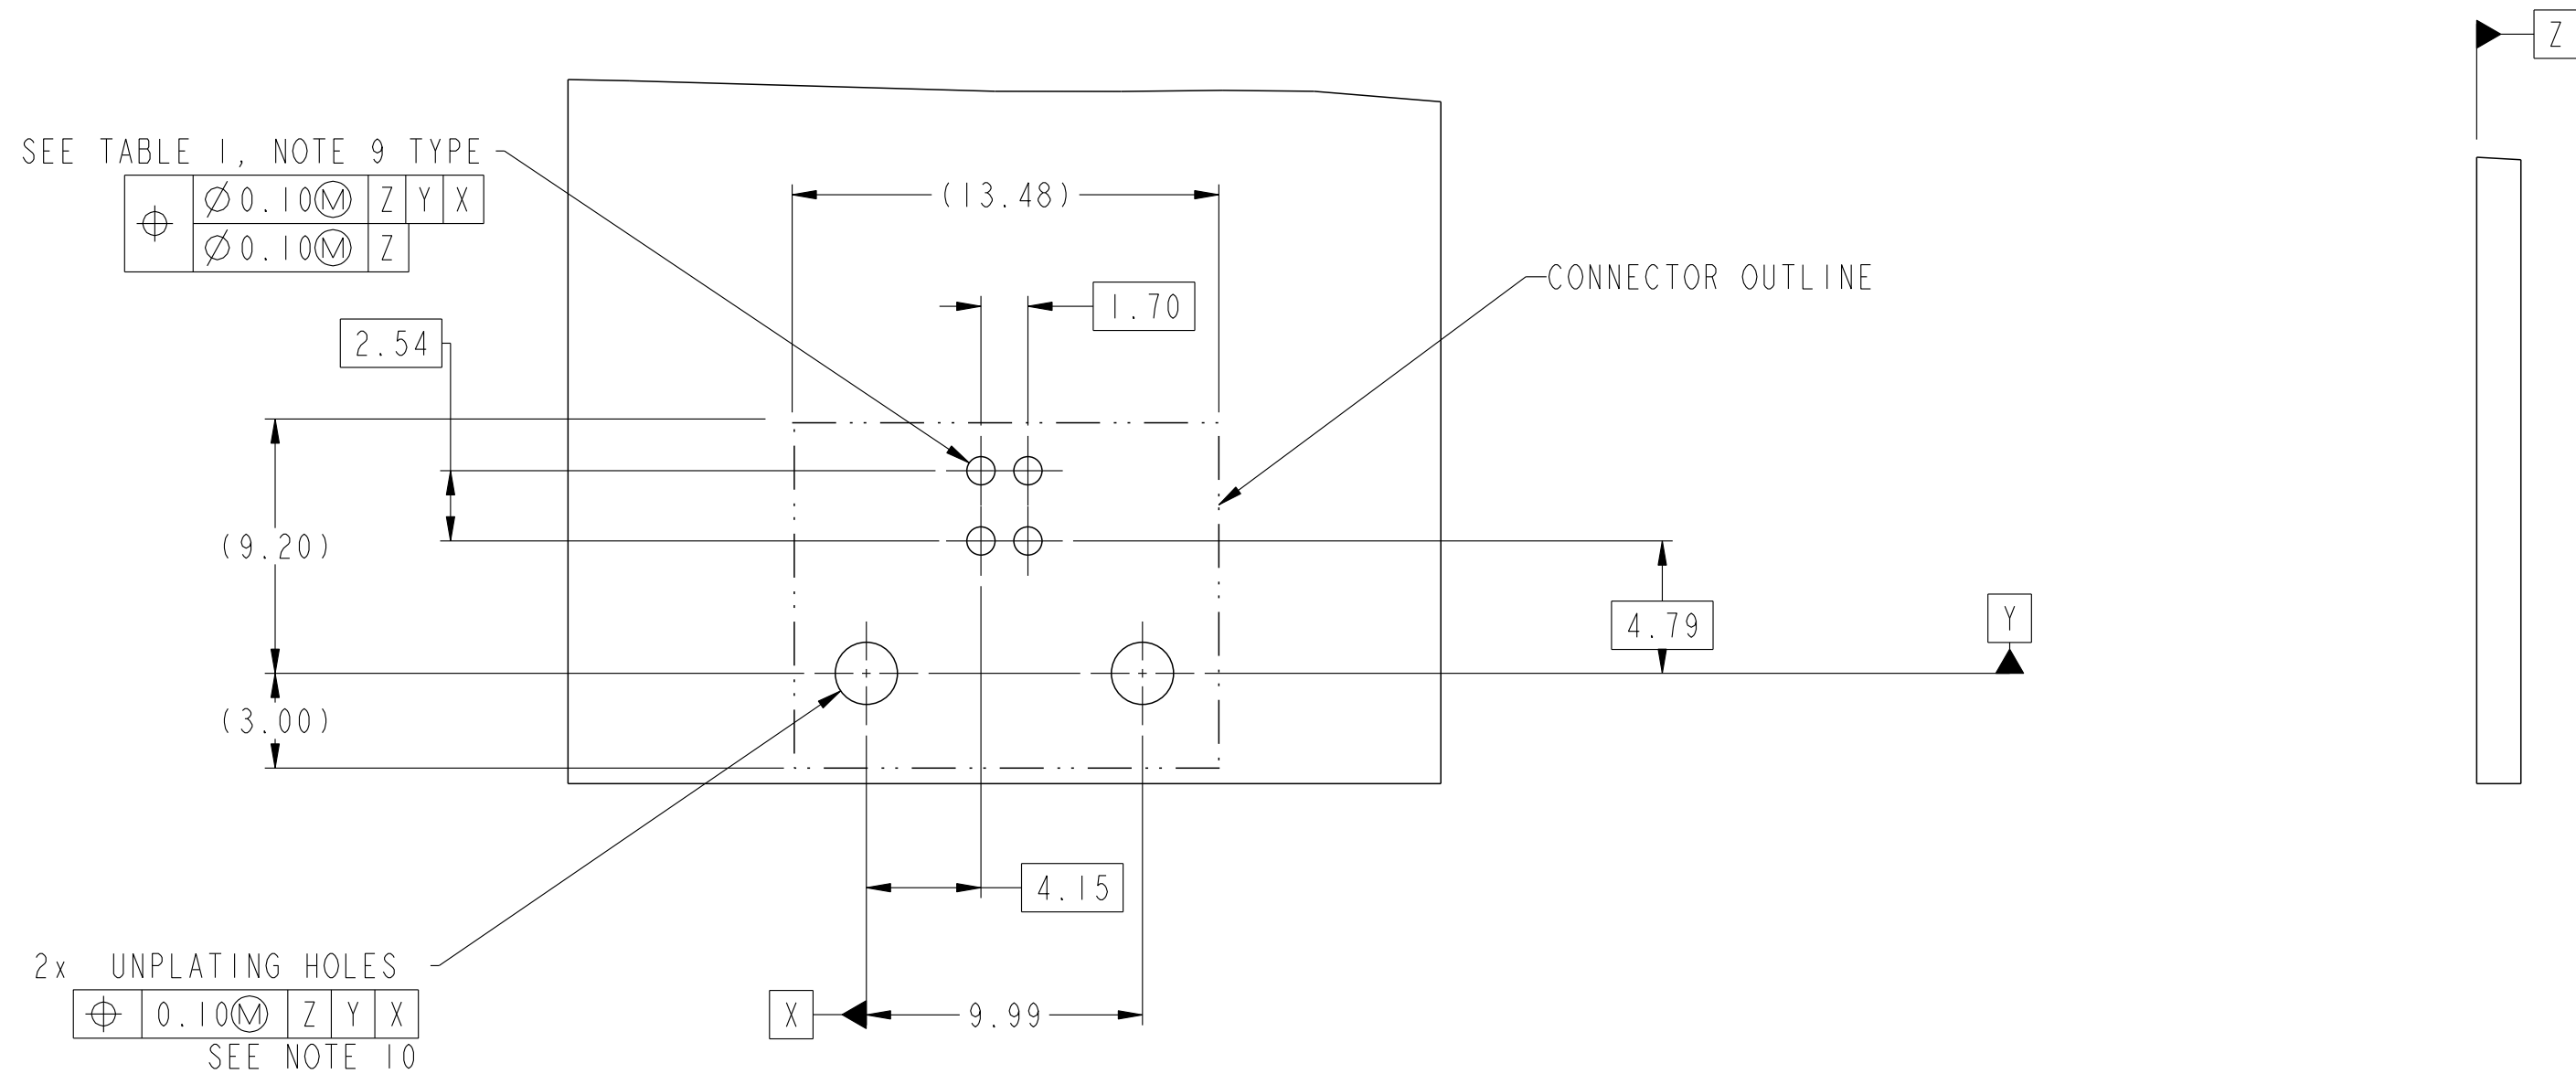 Z
SEE TABLE 1, NOTE 9 TYPE
⌖ Ø0.10Ⓜ Z Y X
Ø0.10Ⓜ Z
(13.48)
CONNECTOR OUTLINE
1.70
2.54
(9.20)
4.79
Y
(3.00)
4.15
2x UNPLATING HOLES
⌖ 0.10Ⓜ Z Y X
SEE NOTE 10
X
9.99